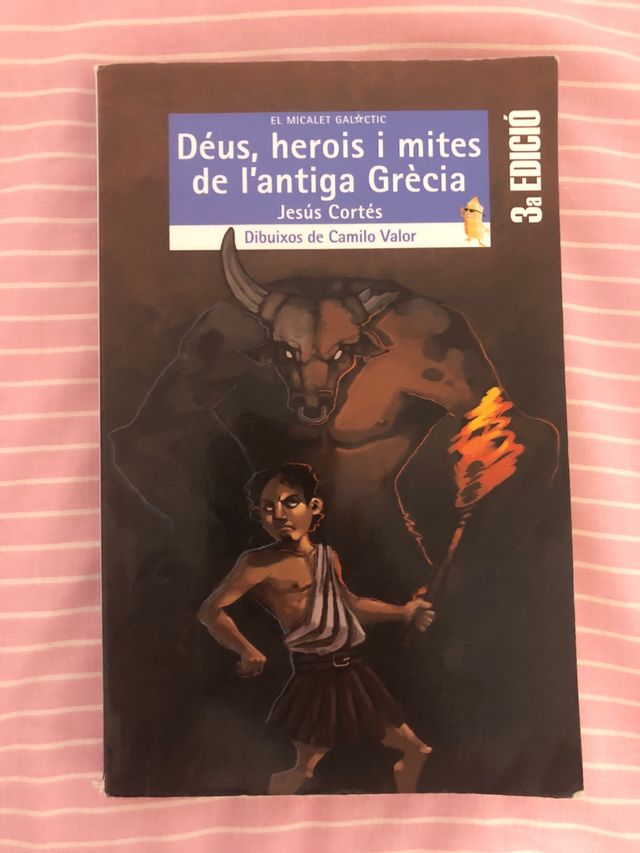 EL MICALET GALÀCTIC
Déus, herois i mites
de l'antiga Grècia
Jesús Cortés
Dibuixos de Camilo Valor
3a EDICIÓ